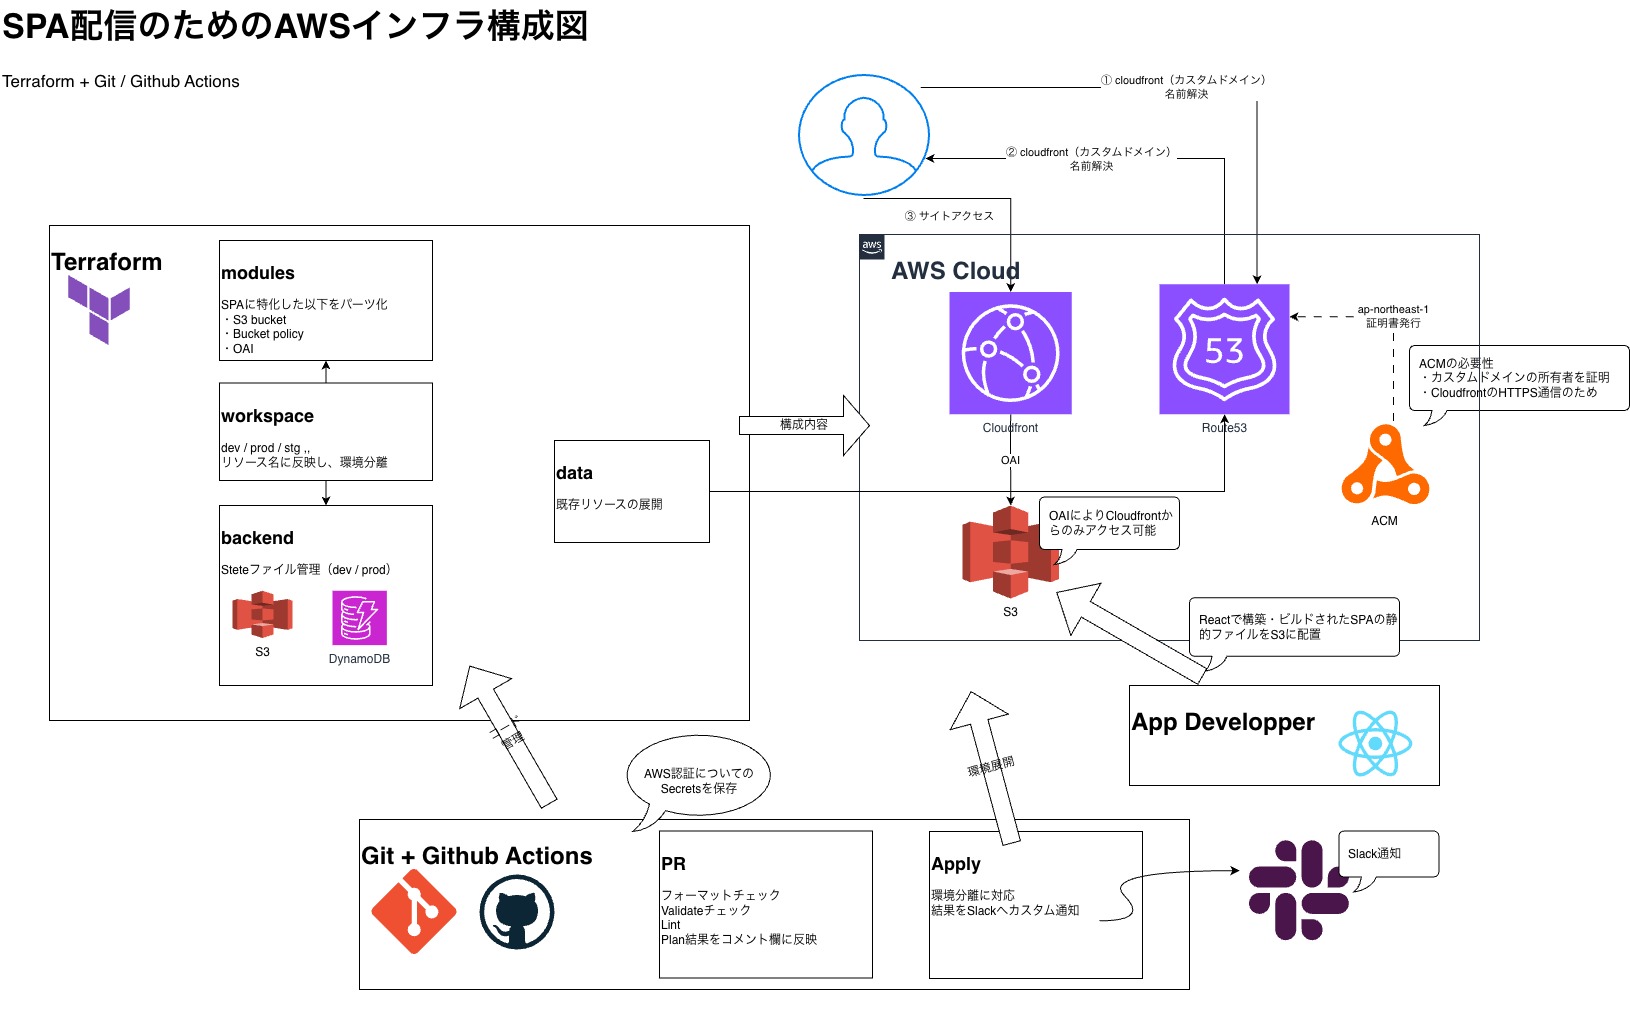 SPA配信のためのAWSインフラ構成図
Terraform + Git / Github Actions
① cloudfront（カスタムドメイン）
名前解決
② cloudfront（カスタムドメイン）
名前解決
③ サイトアクセス
Terraform
modules
SPAに特化した以下をパーツ化
・S3 bucket
・Bucket policy
・OAI
workspace
dev / prod / stg ,,
リソース名に反映し、環境分離
backend
Steteファイル管理（dev / prod）
S3
DynamoDB
data
既存リソースの展開
構成内容
aws
AWS Cloud
53
Cloudfront
Route53
OAI
ap-northeast-1
証明書発行
ACMの必要性
・カスタムドメインの所有者を証明
・CloudfrontのHTTPS通信のため
ACM
OAIによりCloudfrontか
らのみアクセス可能
S3
Reactで構築・ビルドされたSPAの静
的ファイルをS3に配置
App Developper
コード
管理
環境展開
AWS認証についての
Secretsを保存
Git + Github Actions
PR
フォーマットチェック
Validateチェック
Lint
Plan結果をコメント欄に反映
Apply
環境分離に対応
結果をSlackへカスタム通知
Slack通知